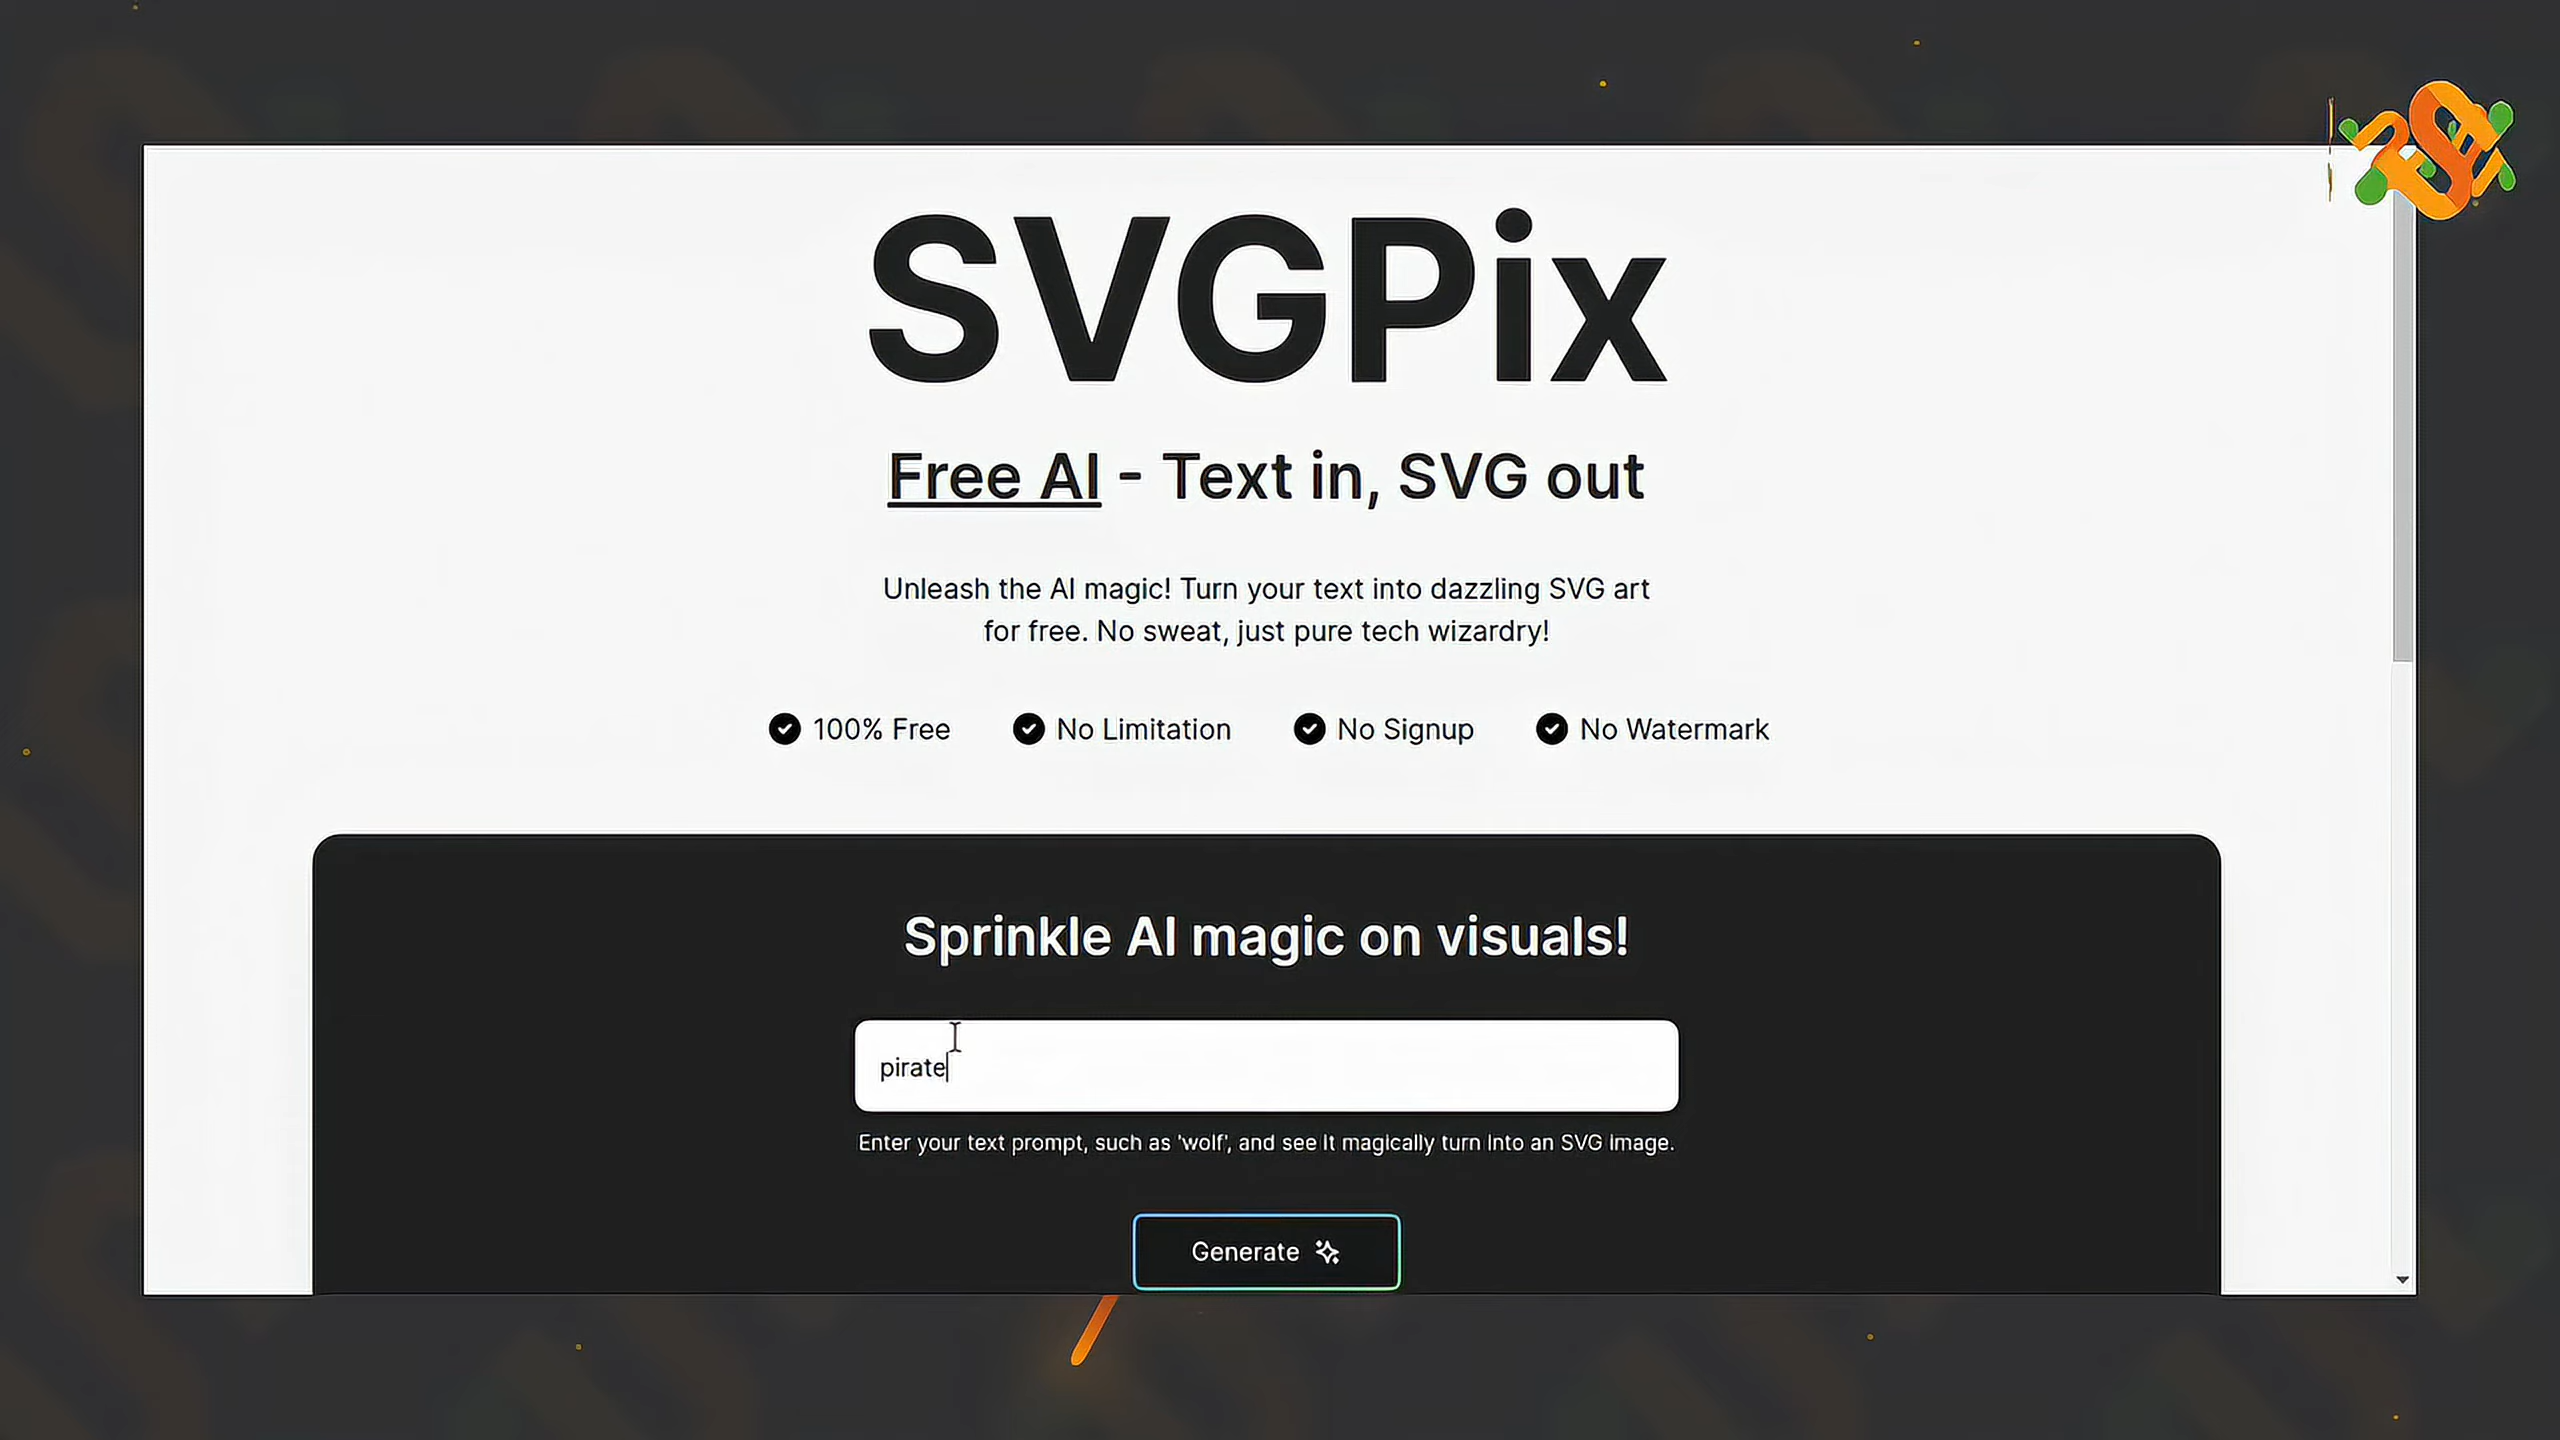 SVGPix
Free AI - Text in, SVG out
Unleash the AI magic! Turn your text into dazzling SVG art
for free. No sweat, just pure tech wizardry!
100% Free No Limitation No Signup No Watermark
Sprinkle AI magic on visuals!
pirate
Enter your text prompt, such as 'wolf', and see it magically turn into an SVG image.
Generate